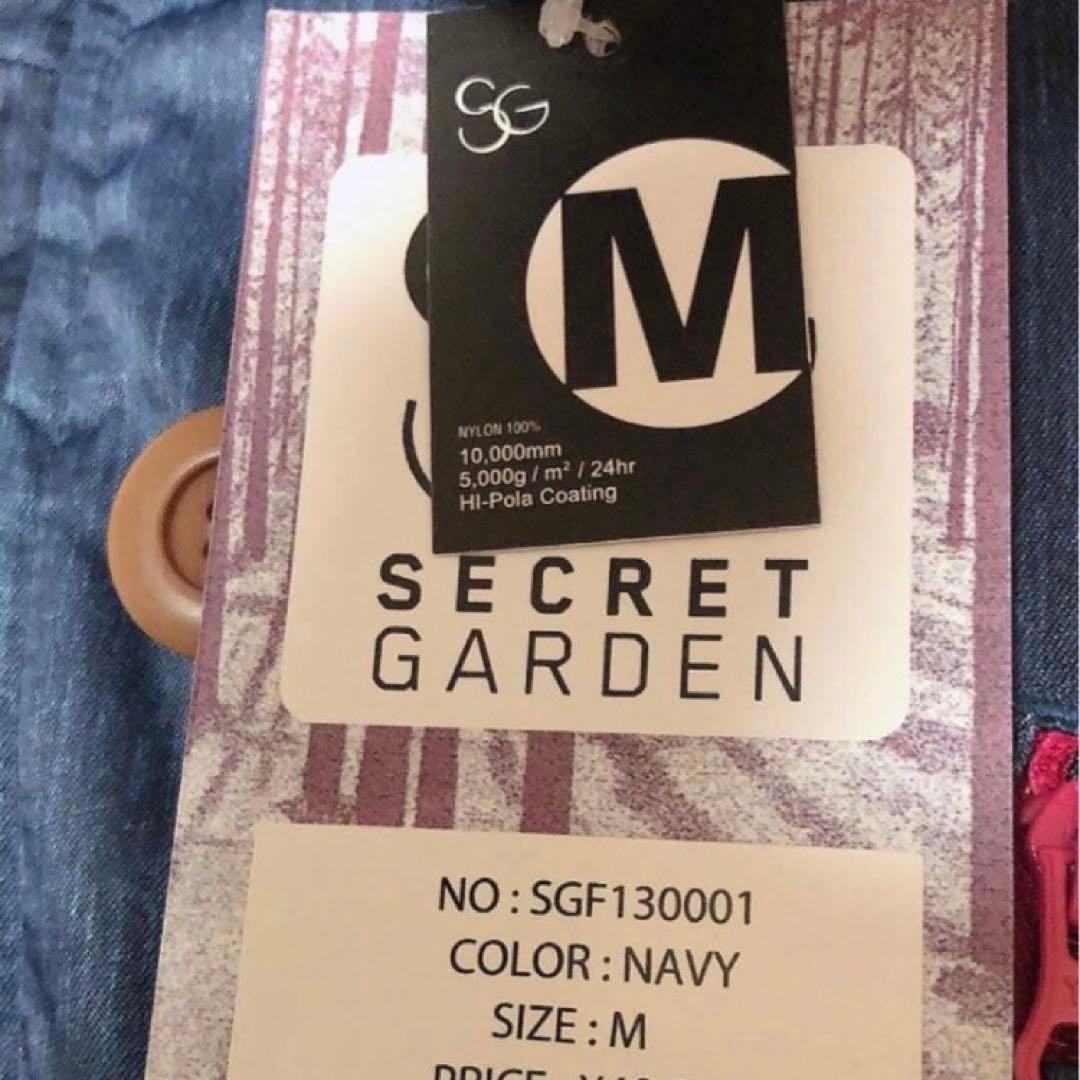 SG
M
NYLON 100%
10,000mm
5,000g / m² / 24hr
HI-Pola Coating
SECRET
GARDEN
NO : SGF130001
COLOR : NAVY
SIZE : M
PRICE :